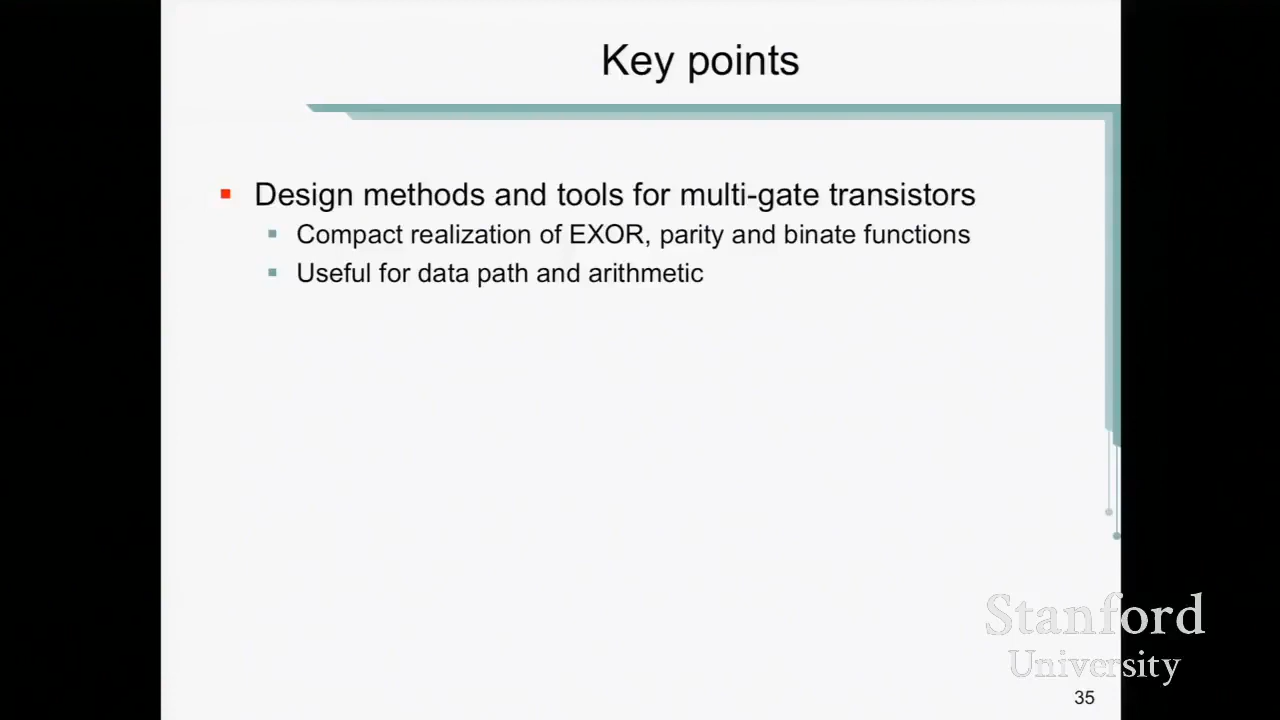 Key points
Design methods and tools for multi-gate transistors
Compact realization of EXOR, parity and binate functions
Useful for data path and arithmetic
Stanford
University
35